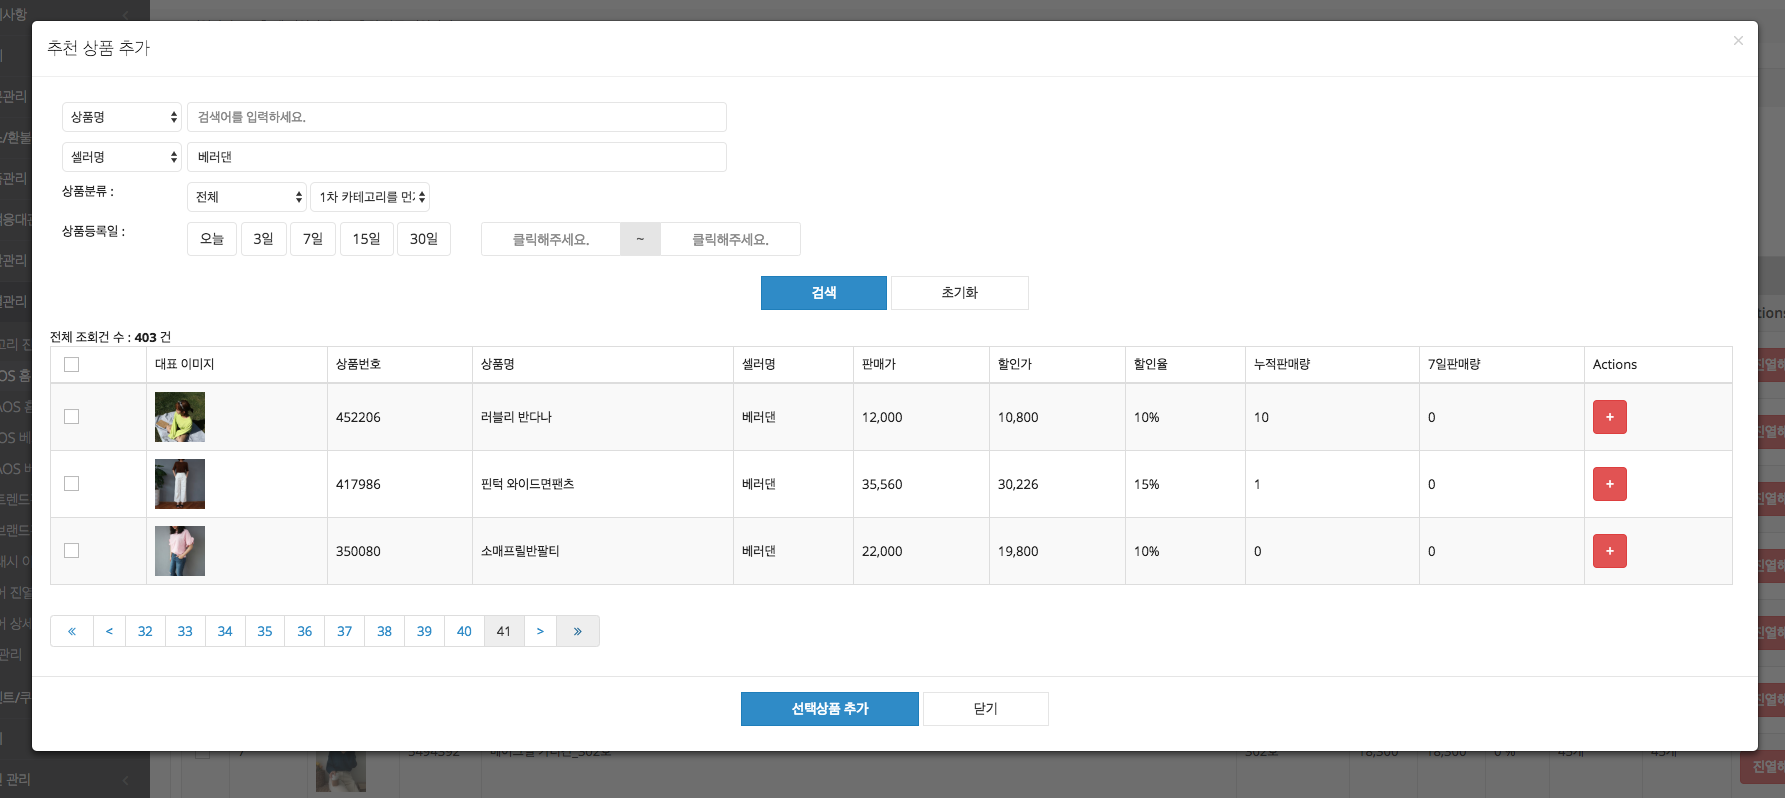 추천 상품 추가
×
상품명 검색어를 입력하세요.
셀러명 베러댄
상품분류 : 전체 1차 카테고리를 먼
상품등록일 : 오늘 3일 7일 15일 30일 클릭해주세요. ~ 클릭해주세요.
검색 초기화
전체 조회건 수 : 403 건
대표 이미지 상품번호 상품명 셀러명 판매가 할인가 할인율 누적판매량 7일판매량 Actions
452206 러블리 반다나 베러댄 12,000 10,800 10% 10 0 +
417986 핀턱 와이드면팬츠 베러댄 35,560 30,226 15% 1 0 +
350080 소매프릴반팔티 베러댄 22,000 19,800 10% 0 0 +
« < 32 33 34 35 36 37 38 39 40 41 > »
선택상품 추가 닫기
관리